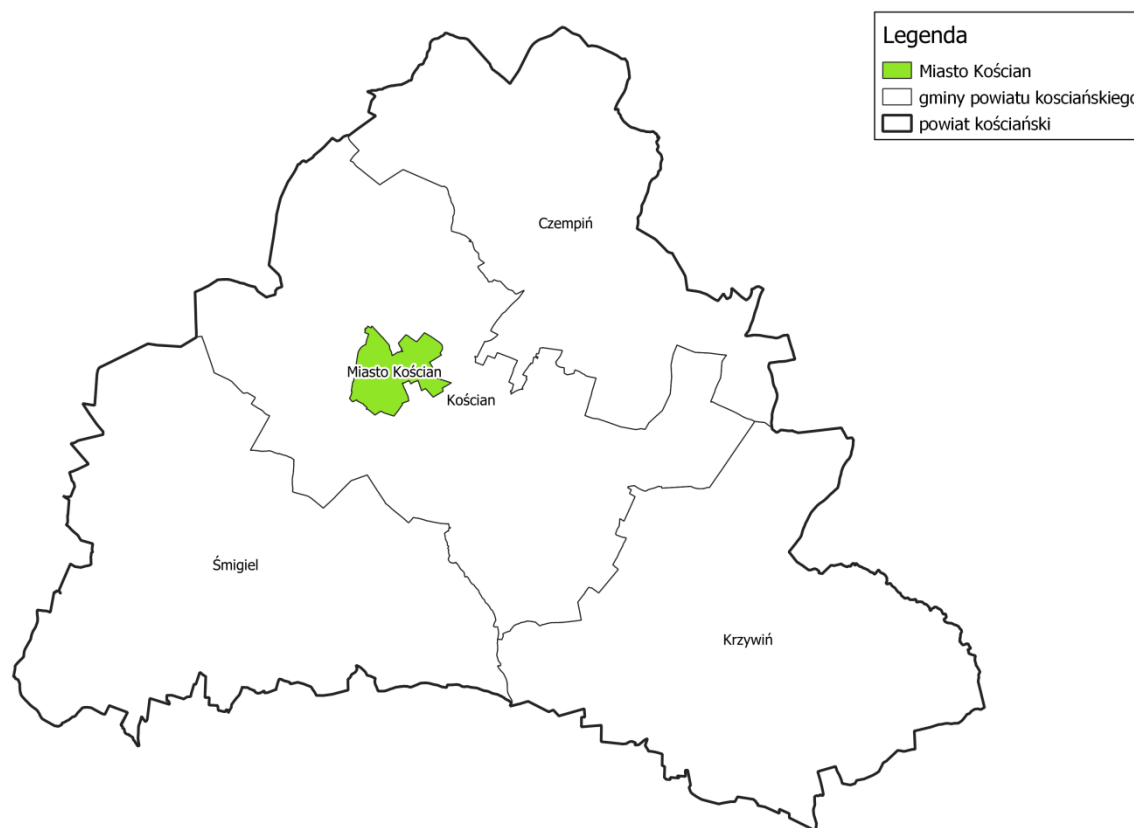 Legenda
Miasto Kościan
gminy powiatu kosciańskiego
powiat kościański
Czempiń
Miasto Kościan
Kościan
Śmigiel
Krzywiń